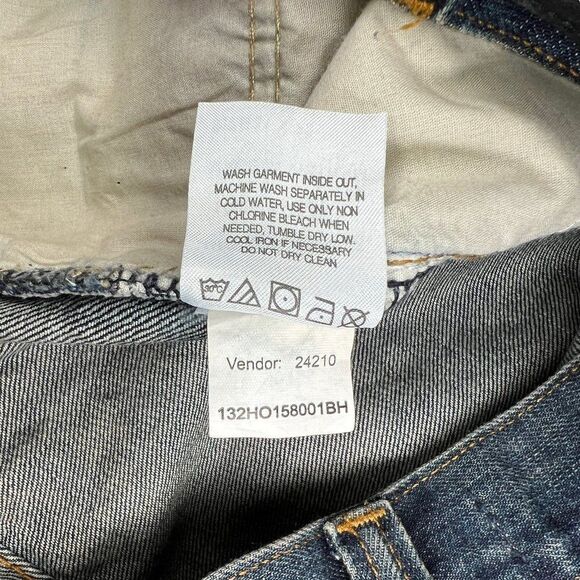 WASH GARMENT INSIDE OUT,
MACHINE WASH SEPARATELY IN
COLD WATER, USE ONLY NON
CHLORINE BLEACH WHEN
NEEDED, TUMBLE DRY LOW.
COOL IRON IF NECESSARY
DO NOT DRY CLEAN
30°C
Vendor: 24210
132HO158001BH